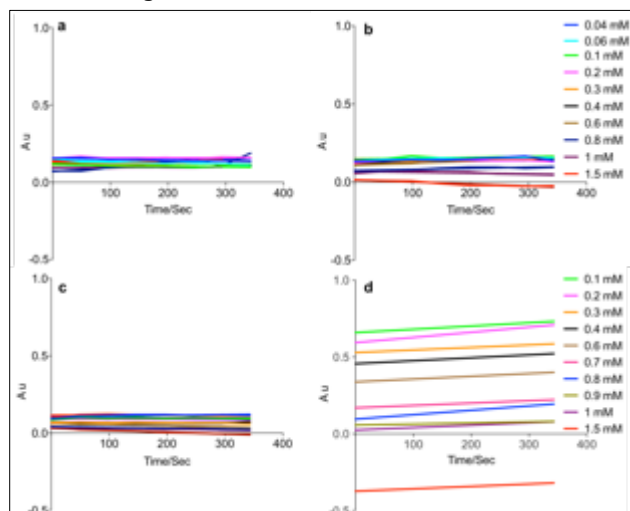 a
1.0
0.5
0.0
-0.5
Au
100
200
300
400
Time/Sec
b
1.0
0.5
0.0
-0.5
Au
100
200
300
400
Time/Sec
0.04 mM
0.06 mM
0.1 mM
0.2 mM
0.3 mM
0.4 mM
0.6 mM
0.8 mM
1 mM
1.5 mM
c
1.0
0.5
0.0
-0.5
Au
100
200
300
400
Time/Sec
d
1.0
0.5
0.0
-0.5
Au
100
200
300
400
Time/Sec
0.1 mM
0.2 mM
0.3 mM
0.4 mM
0.6 mM
0.7 mM
0.8 mM
0.9 mM
1 mM
1.5 mM